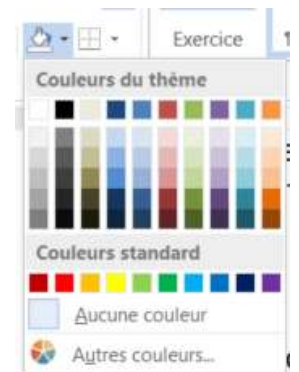 Exercice
Couleurs du thème
Couleurs standard
Aucune couleur
Autres couleurs...